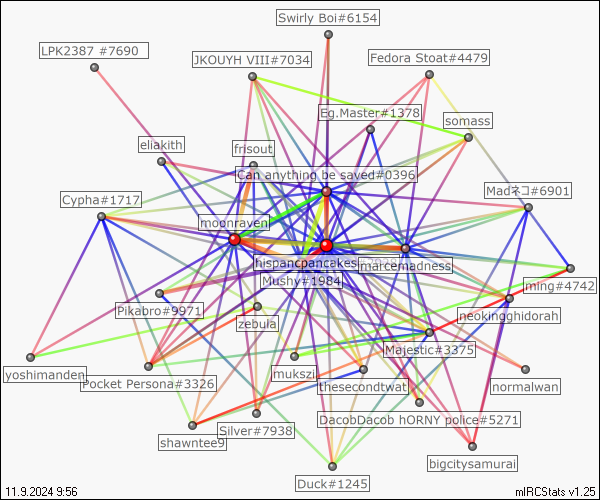 Swirly Boi#6154
LPK2387 #7690
JKOUYH VIII#7034
Fedora Stoat#4479
Eg.Master#1378
somass
eliakith
frisout
Can anything be saved#0396
Cypha#1717
Madネコ#6901
moonraven
hispancpancakes
marcemadness
Mushy#1984
ming#4742
Pikabro#9971
neokingghidorah
zebula
Majestic#3375
yoshimanden
Pocket Persona#3326
mukszi
thesecondtwat
normalwan
DacobDacob hORNY police#5271
Silver#7938
shawntee9
bigcitysamurai
Duck#1245
11.9.2024 9:56
mIRCStats v1.25